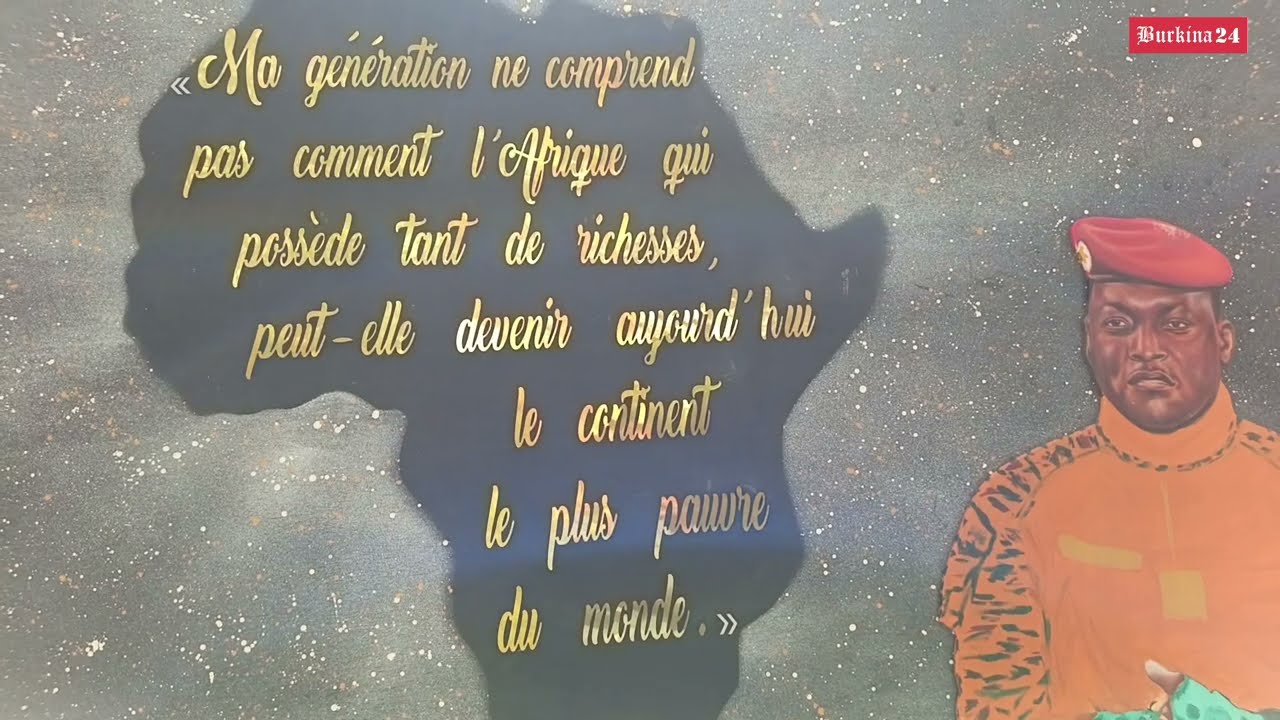 Burkina24
«Ma génération ne comprend
pas comment l'Afrique qui
possède tant de richesses,
peut-elle devenir aujourd'hui
le continent
le plus pauvre
du monde.»